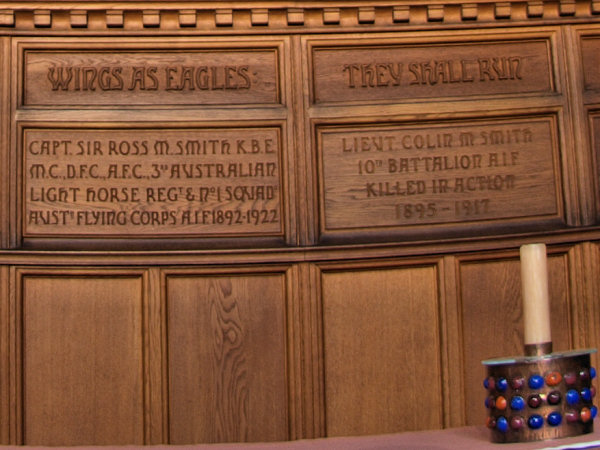 WINGS AS EAGLES:
CAPT. SIR ROSS M. SMITH K.B.E.
M.C., D.F.C., A.F.C. 3RD AUSTRALIAN
LIGHT HORSE REGT & No 1 SQUADN
AUSTN FLYING CORPS A.I.F 1892-1922
THEY SHALL RUN
LIEUT. COLIN M SMITH
10TH BATTALION A.I.F
KILLED IN ACTION
1895 - 1917